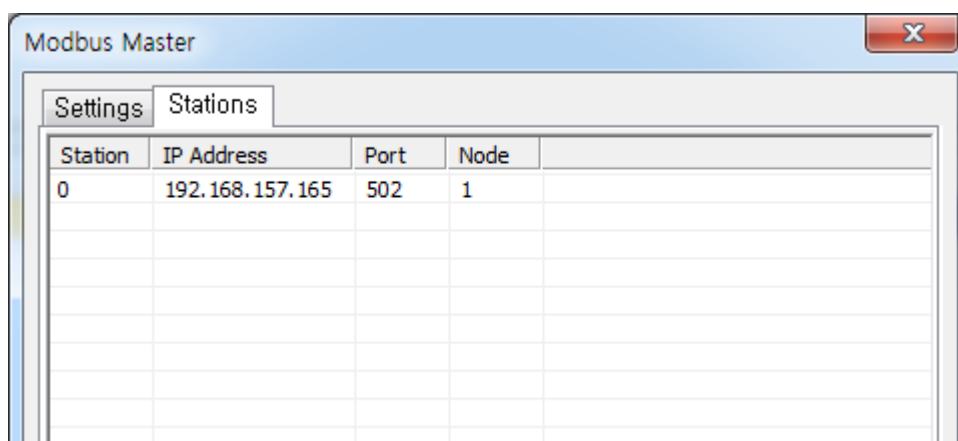 Modbus Master
Settings Stations
Station IP Address Port Node
0 192.168.157.165 502 1